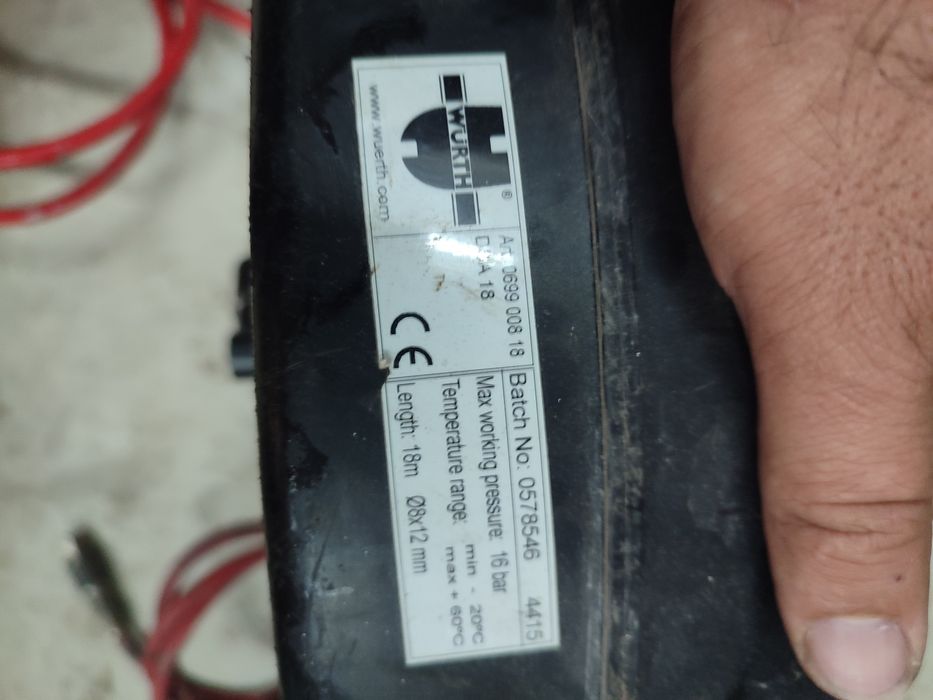 WÜRTH
®
www.wuerth.com
0699 008 18
18
CE
Batch No: 0578546 4415
Max working pressure: 16 bar
Temperature range: min - 20°C
max + 60°C
Length: 18m Ø8x12 mm